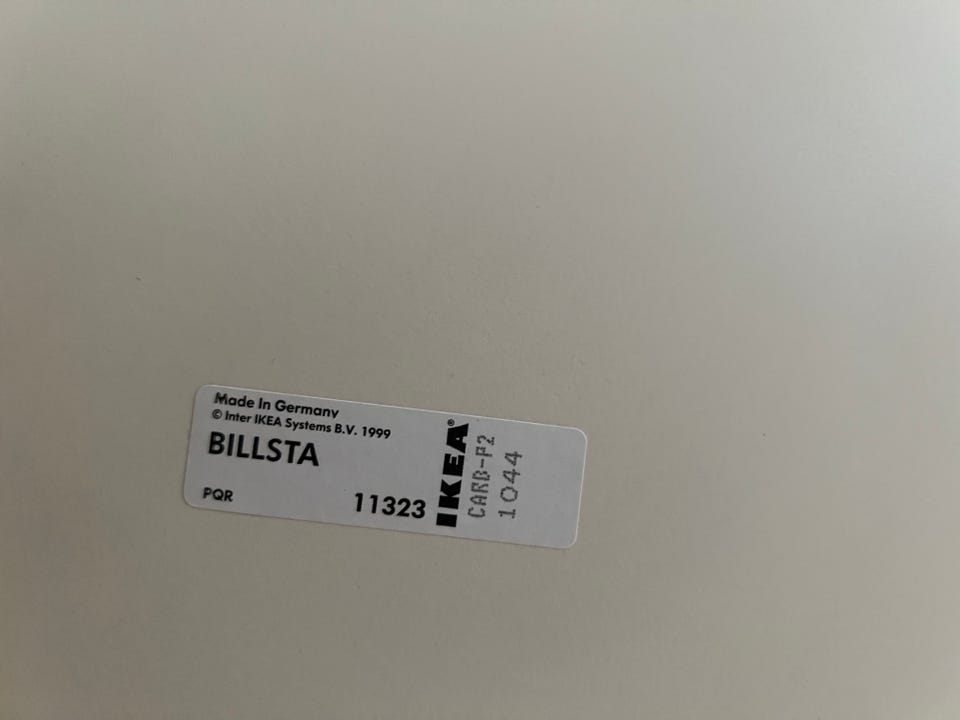 Made In Germany
© Inter IKEA Systems B.V. 1999
BILLSTA
PQR
11323
IKEA®
CARB-P2
1044